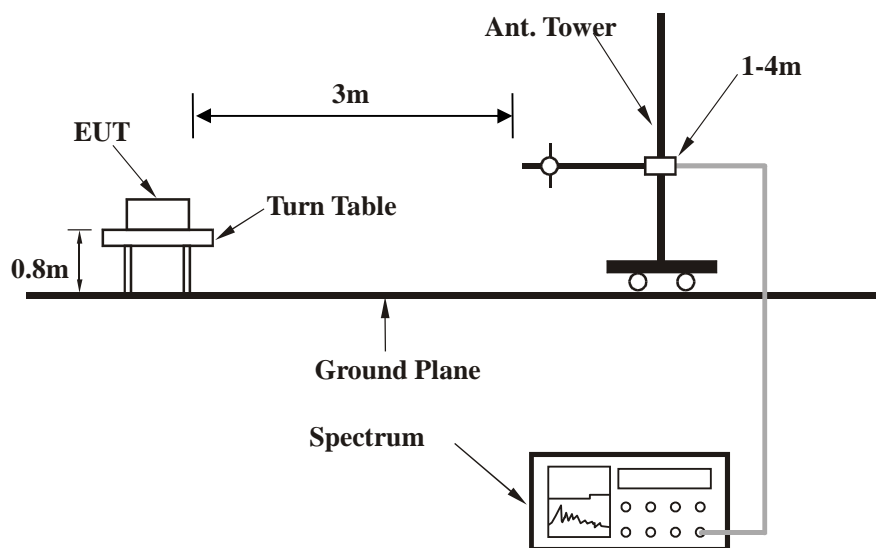 Ant. Tower
1-4m
3m
EUT
Turn Table
0.8m
Ground Plane
Spectrum